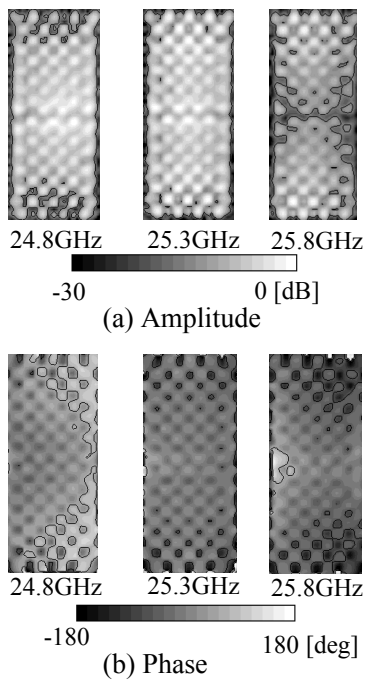 24.8GHz 25.3GHz 25.8GHz
-30 0 [dB]
(a) Amplitude
24.8GHz 25.3GHz 25.8GHz
-180 180 [deg]
(b) Phase